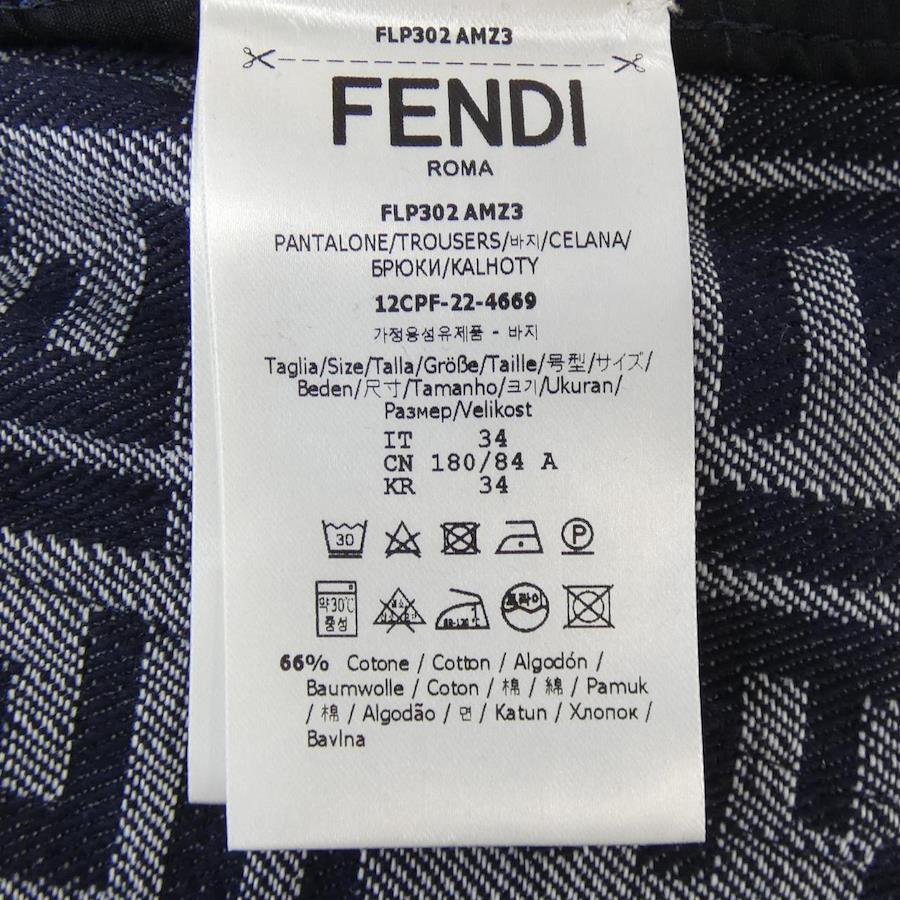 FLP302 AMZ3
FENDI
ROMA
FLP302 AMZ3
PANTALONE/TROUSERS/바지/CELANA/
БРЮКИ/KALHOTY
12CPF-22-4669
가정용섬유제품 - 바지
Taglia/Size/Talla/Größe/Taille/号型/サイズ/
Beden/尺寸/Tamanho/크기/Ukuran/
Размер/Velikost
IT 34
CN 180/84 A
KR 34
30 P
약30℃ 드라이
중성
66% Cotone / Cotton / Algodón /
Baumwolle / Coton / 棉 / 綿 / Pamuk
/ 棉 / Algodão / 면 / Katun / Хлопок /
Bavlna